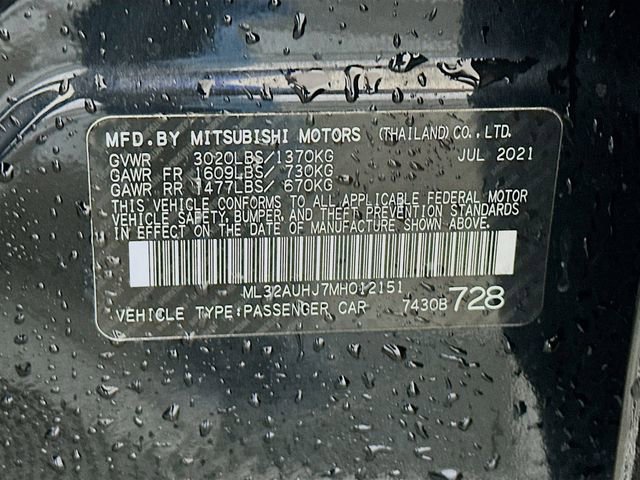 MFD.BY MITSUBISHI MOTORS (THAILAND) CO., LTD.
GVWR 3020LBS/1370KG JUL 2021
GAWR FR 1609LBS/ 730KG
GAWR RR 1477LBS/ 670KG
THIS VEHICLE CONFORMS TO ALL APPLICABLE FEDERAL MOTOR
VEHICLE SAFETY, BUMPER, AND THEFT PREVENTION STANDARDS
IN EFFECT ON THE DATE OF MANUFACTURE SHOWN ABOVE.
ML32AUHJ7MH012151
VEHICLE TYPE:PASSENGER CAR 7430B 728